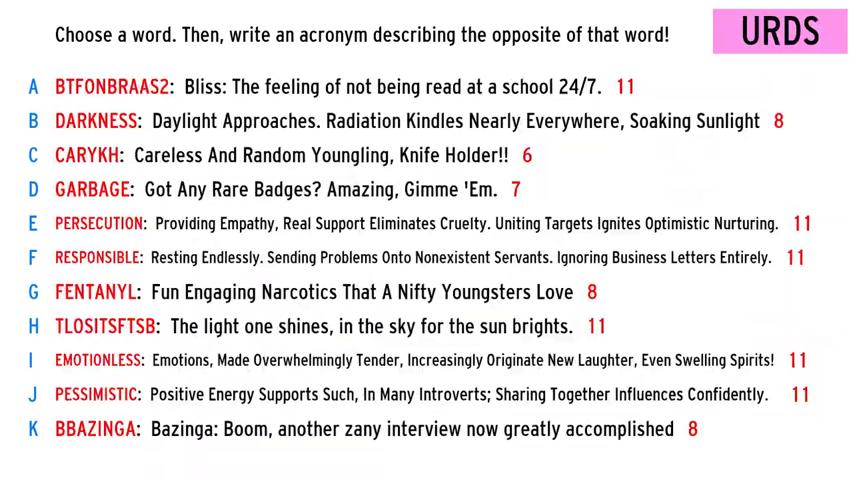 Choose a word. Then, write an acronym describing the opposite of that word!
URDS
A BTFONBRAAS2: Bliss: The feeling of not being read at a school 24/7. 11
B DARKNESS: Daylight Approaches. Radiation Kindles Nearly Everywhere, Soaking Sunlight 8
C CARYKH: Careless And Random Youngling, Knife Holder!! 6
D GARBAGE: Got Any Rare Badges? Amazing, Gimme 'Em. 7
E PERSECUTION: Providing Empathy, Real Support Eliminates Cruelty. Uniting Targets Ignites Optimistic Nurturing. 11
F RESPONSIBLE: Resting Endlessly. Sending Problems Onto Nonexistent Servants. Ignoring Business Letters Entirely. 11
G FENTANYL: Fun Engaging Narcotics That A Nifty Youngsters Love 8
H TLOSITSFTSB: The light one shines, in the sky for the sun brights. 11
I EMOTIONLESS: Emotions, Made Overwhelmingly Tender, Increasingly Originate New Laughter, Even Swelling Spirits! 11
J PESSIMISTIC: Positive Energy Supports Such, In Many Introverts; Sharing Together Influences Confidently. 11
K BBAZINGA: Bazinga: Boom, another zany interview now greatly accomplished 8